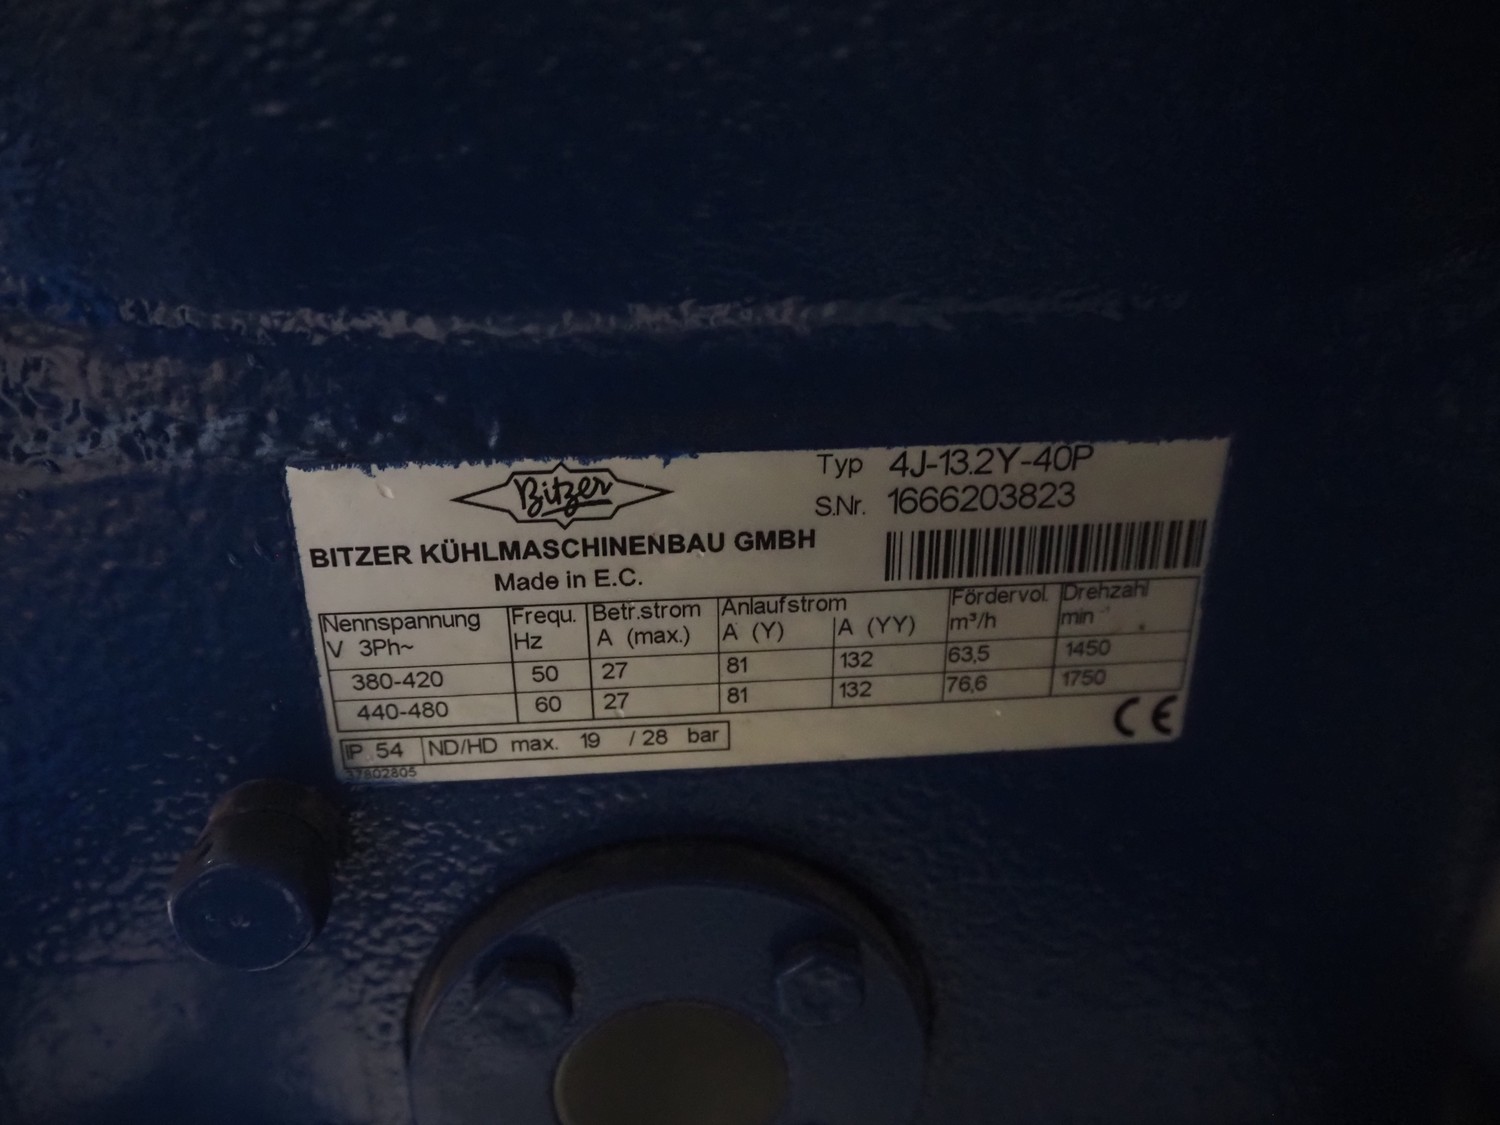 Bitzer
BITZER KÜHLMASCHINENBAU GMBH
Made in E.C.
Typ 4J-13.2Y-40P
S.Nr. 1666203823
Nennspannung Frequ. Betr.strom Anlaufstrom Fördervol. Drehzahl
V 3Ph~ Hz A (max.) A (Y) A (YY) m³/h min
380-420 50 27 81 132 63,5 1450
440-480 60 27 81 132 76,6 1750
IP 54 ND/HD max. 19 / 28 bar
CE
37802805